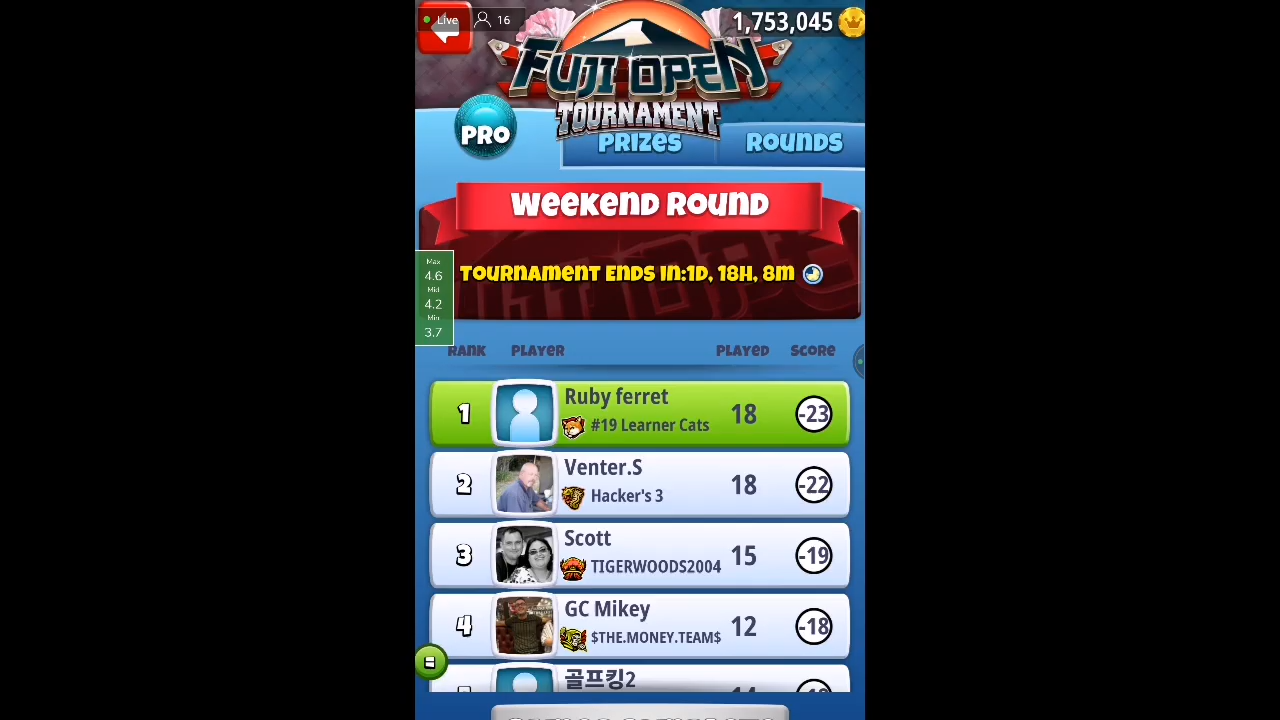 Live 16
1,753,045
FUJI OPEN
TOURNAMENT
PRO
PRIZES
ROUNDS
WEEKEND ROUND
TOURNAMENT ENDS IN:1D, 18H, 8M
Max
4.6
Mid
4.2
Min
3.7
RANK PLAYER PLAYED SCORE
1 Ruby ferret 18 -23
#19 Learner Cats
2 Venter.S 18 -22
Hacker's 3
3 Scott 15 -19
TIGERWOODS2004
4 GC Mikey 12 -18
$THE.MONEY.TEAM$
골프킹2